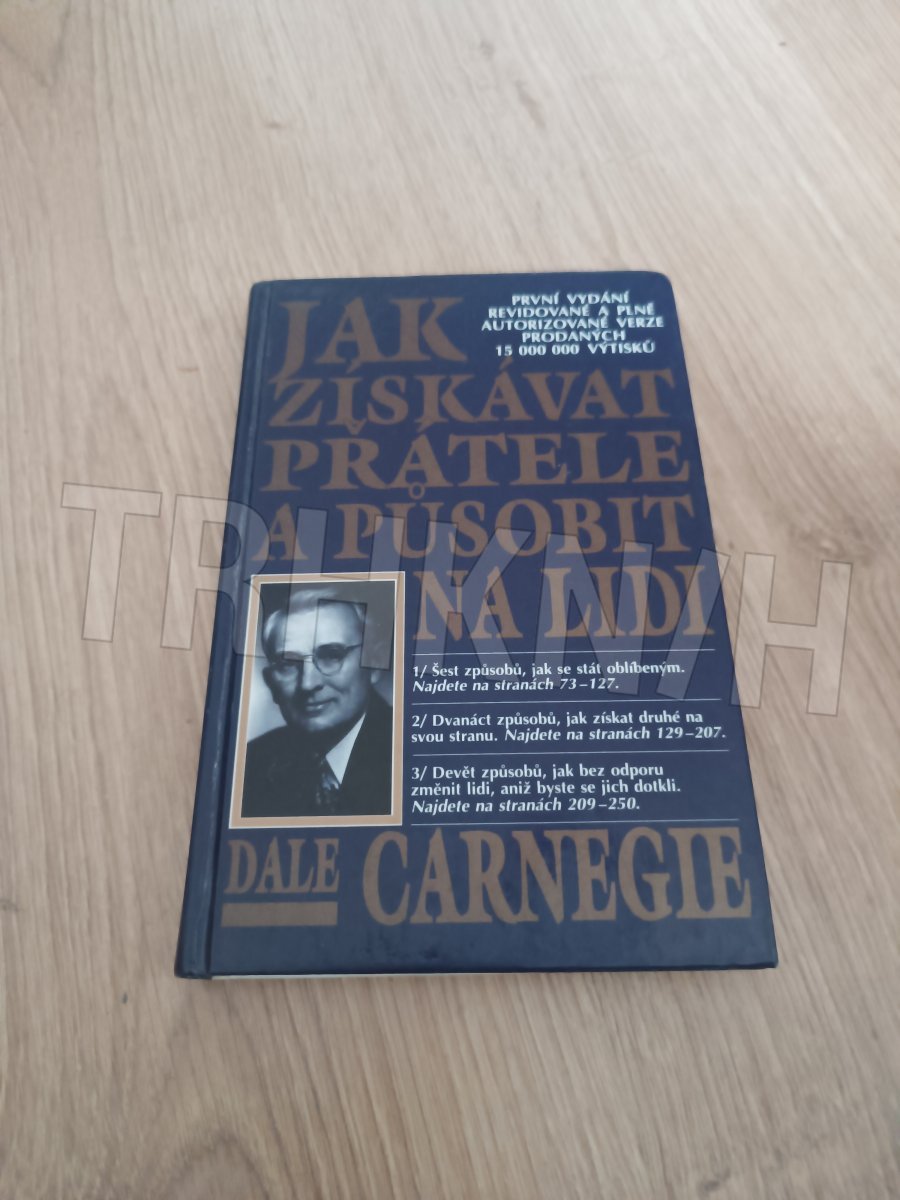 JAK
ZÍSKÁVAT
PŘÁTELE
A PŮSOBIT
NA LIDI
PRVNÍ VYDÁNÍ
REVIDOVANÉ A PLNĚ
AUTORIZOVANÉ VERZE
PRODANÝCH
15 000 000 VÝTISKŮ
1/ Šest způsobů, jak se stát oblíbeným.
Najdete na stranách 73–127.
2/ Dvanáct způsobů, jak získat druhé na
svou stranu. Najdete na stranách 129–207.
3/ Devět způsobů, jak bez odporu
změnit lidi, aniž byste se jich dotkli.
Najdete na stranách 209–250.
DALE CARNEGIE
TRHKNIH